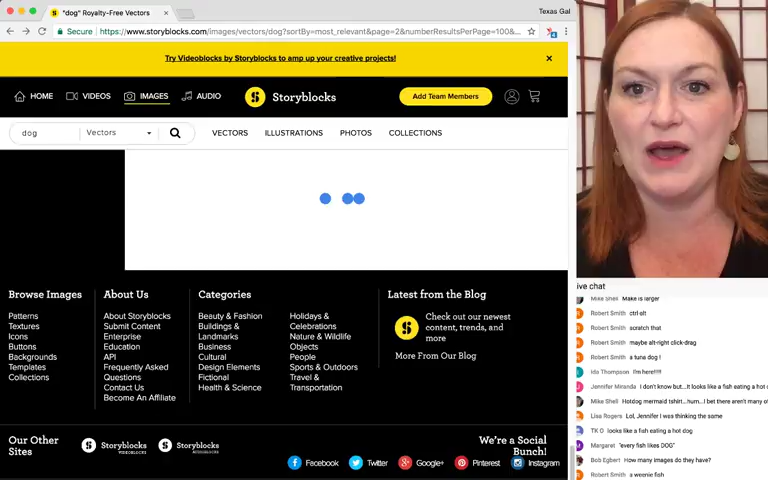 "dog" Royalty-Free Vectors
Texas Gal
Secure
https://www.storyblocks.com/images/vectors/dog?sortBy=most_relevant&page=2&numberResultsPerPage=100&...
Try Videoblocks by Storyblocks to amp up your creative projects!
HOME
VIDEOS
IMAGES
AUDIO
Storyblocks
Add Team Members
dog
Vectors
VECTORS
ILLUSTRATIONS
PHOTOS
COLLECTIONS
Browse Images
Patterns
Textures
Icons
Buttons
Backgrounds
Templates
Collections
About Us
About Storyblocks
Submit Content
Enterprise
Education
API
Frequently Asked
Questions
Contact Us
Become An Affiliate
Categories
Beauty & Fashion
Buildings &
Landmarks
Business
Cultural
Design Elements
Fictional
Health & Science
Holidays &
Celebrations
Nature & Wildlife
Objects
People
Sports & Outdoors
Travel &
Transportation
Latest from the Blog
Check out our newest
content, trends, and
more
More From Our Blog
Our Other
Sites
Storyblocks
VIDEOBLOCKS
Storyblocks
AUDIOBLOCKS
We're a Social
Bunch!
Facebook
Twitter
Google+
Pinterest
Instagram
ive chat
Mike Shell Make is larger
Robert Smith ctrl alt
Robert Smith scratch that
Robert Smith maybe alt-right click-drag
Robert Smith a tuna dog !
Ida Thompson I'm here!!!!!
Jennifer Miranda I don't know but...it looks like a fish eating a hot d
Mike Shell Hotdog mermaid tshirt...hum...I bet there aren't many of
Lisa Rogers Lol, Jennifer I was thinking the same
TK O looks like a fish eating a hot dog
Margaret "every fish likes DOG"
Bob Egbert How many images do they have?
Robert Smith a weenie fish